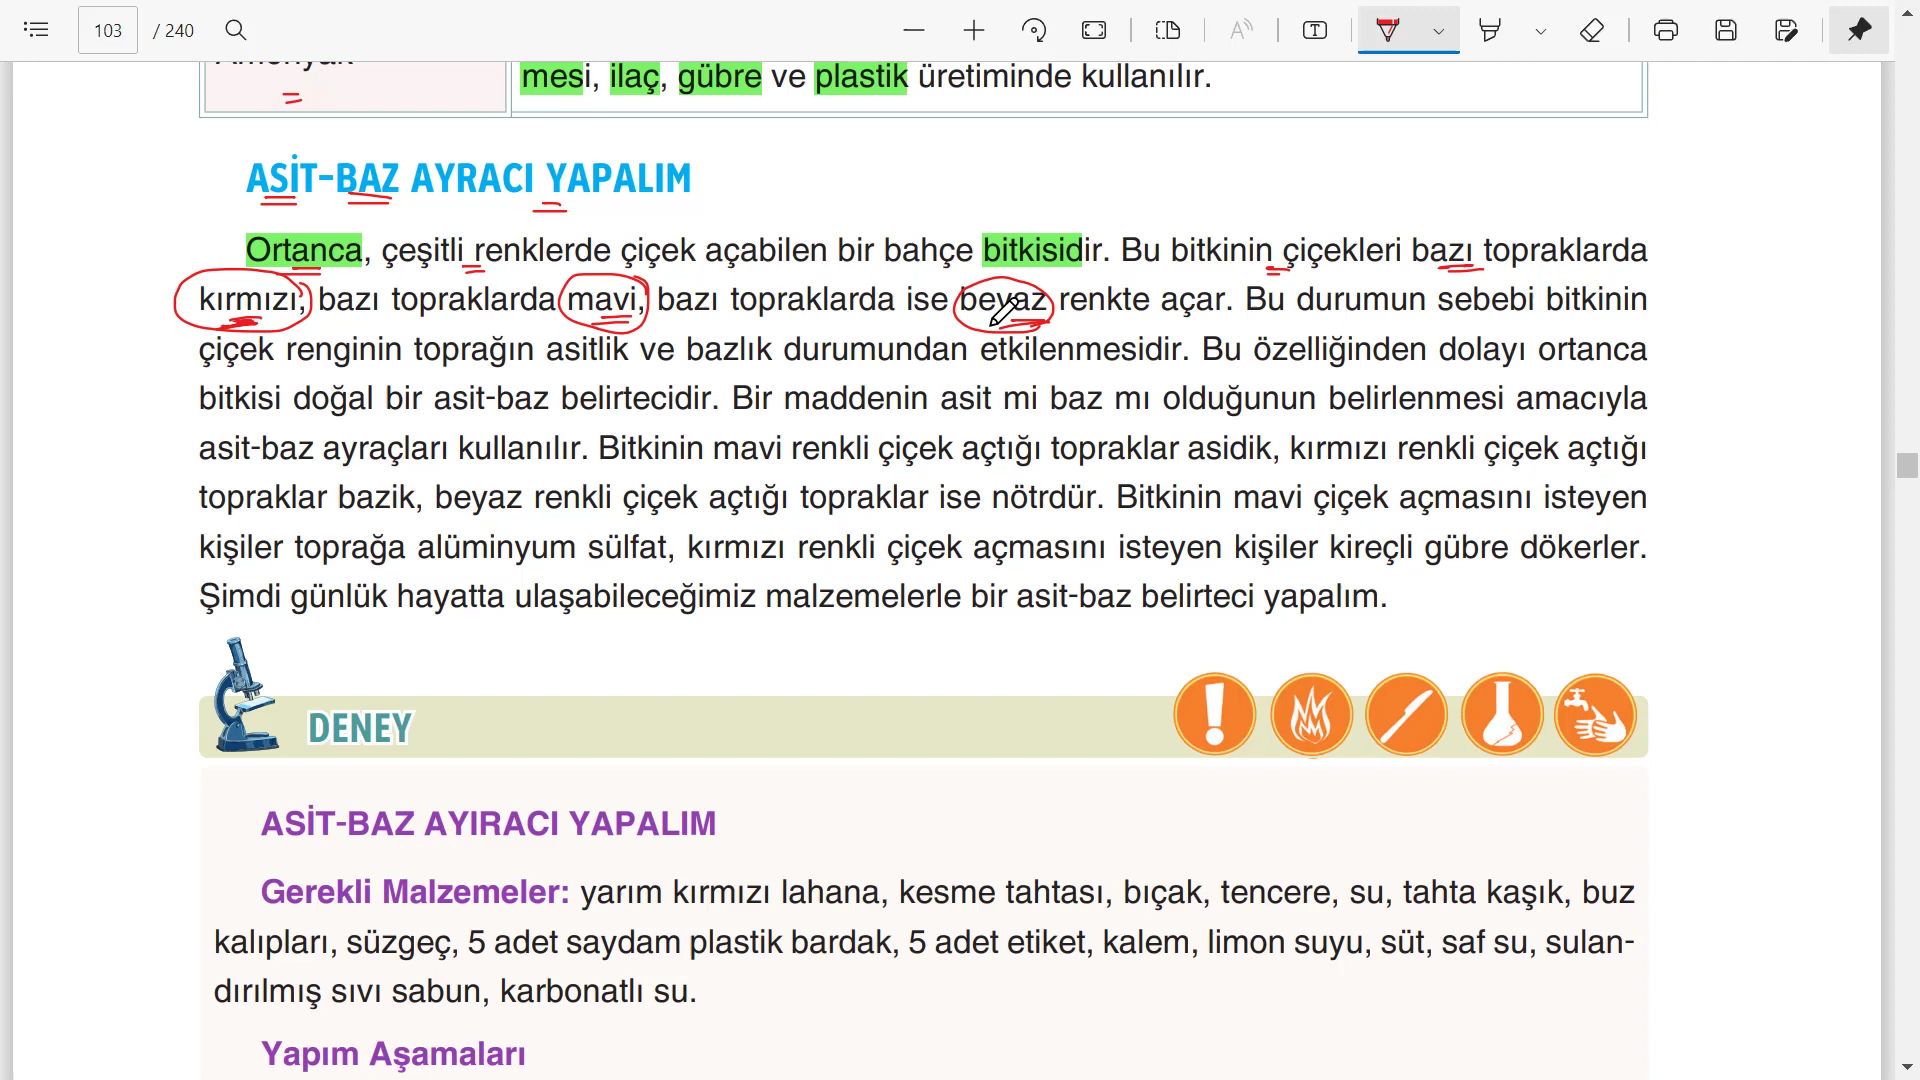 103 / 240
Amonyak
mesi, ilaç, gübre ve plastik üretiminde kullanılır.
ASİT-BAZ AYRACI YAPALIM
Ortanca, çeşitli renklerde çiçek açabilen bir bahçe bitkisidir. Bu bitkinin çiçekleri bazı topraklarda
kırmızı, bazı topraklarda mavi, bazı topraklarda ise beyaz renkte açar. Bu durumun sebebi bitkinin
çiçek renginin toprağın asitlik ve bazlık durumundan etkilenmesidir. Bu özelliğinden dolayı ortanca
bitkisi doğal bir asit-baz belirtecidir. Bir maddenin asit mi baz mı olduğunun belirlenmesi amacıyla
asit-baz ayraçları kullanılır. Bitkinin mavi renkli çiçek açtığı topraklar asidik, kırmızı renkli çiçek açtığı
topraklar bazik, beyaz renkli çiçek açtığı topraklar ise nötrdür. Bitkinin mavi çiçek açmasını isteyen
kişiler toprağa alüminyum sülfat, kırmızı renkli çiçek açmasını isteyen kişiler kireçli gübre dökerler.
Şimdi günlük hayatta ulaşabileceğimiz malzemelerle bir asit-baz belirteci yapalım.
DENEY
ASİT-BAZ AYIRACI YAPALIM
Gerekli Malzemeler: yarım kırmızı lahana, kesme tahtası, bıçak, tencere, su, tahta kaşık, buz
kalıpları, süzgeç, 5 adet saydam plastik bardak, 5 adet etiket, kalem, limon suyu, süt, saf su, sulan-
dırılmış sıvı sabun, karbonatlı su.
Yapım Aşamaları